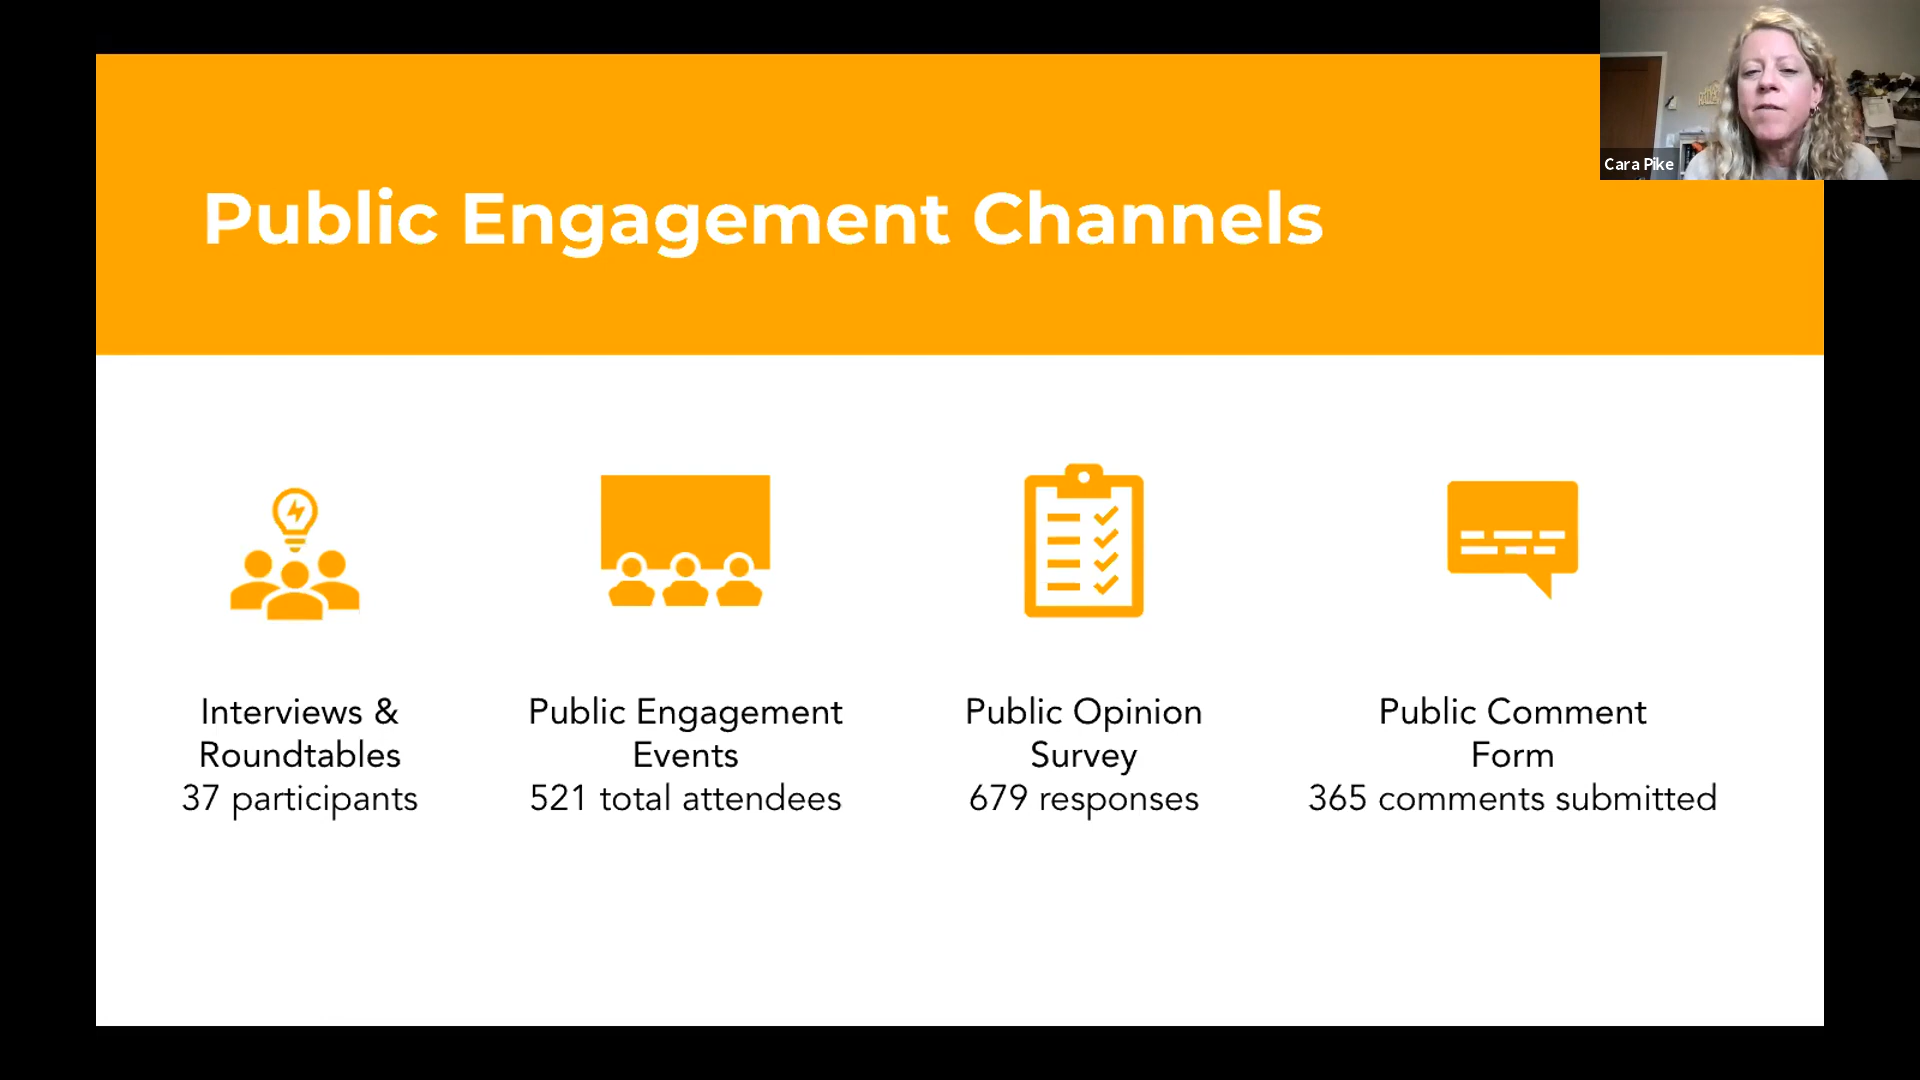 Cara Pike
Public Engagement Channels
Interviews &
Roundtables
37 participants
Public Engagement
Events
521 total attendees
Public Opinion
Survey
679 responses
Public Comment
Form
365 comments submitted